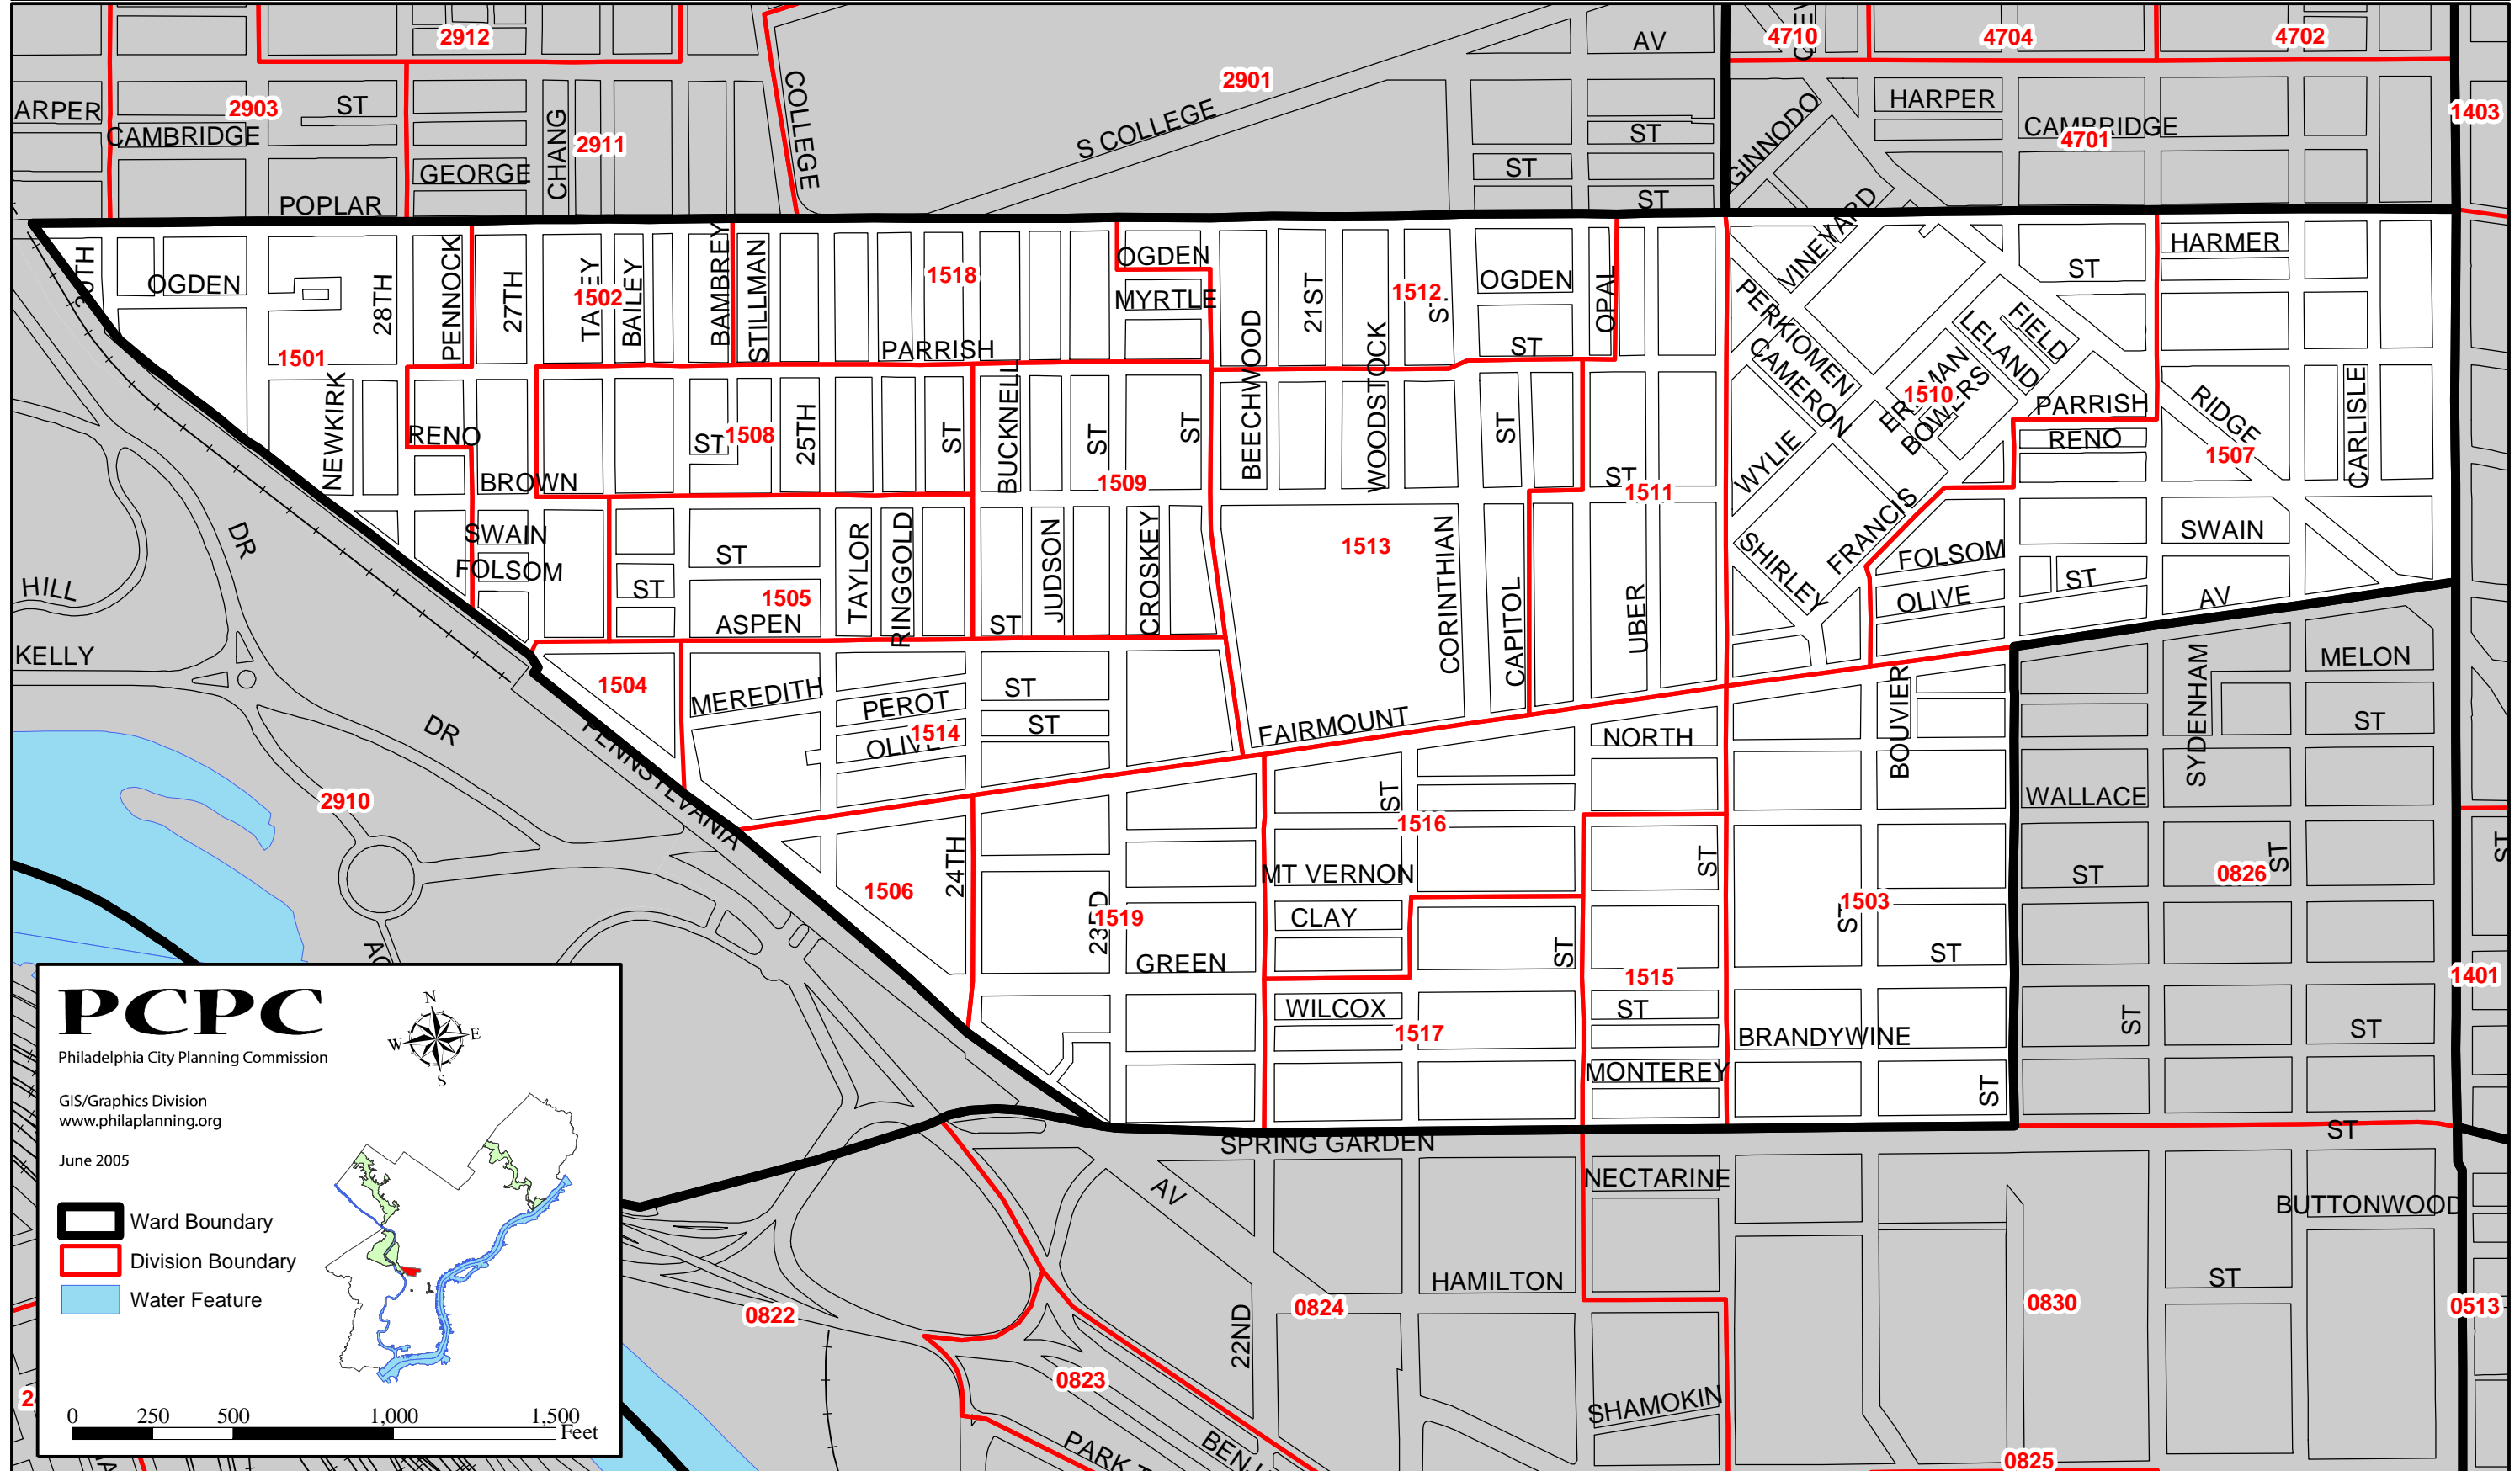 2912
AV
4710
4704
4702
2901
COLLEGE
S COLLEGE
ARPER
2903
ST
CAMBRIDGE
CHANG
2911
GEORGE
POPLAR
ST
ST
ST
GINNODO
HARPER
CAMBRIDGE
4701
1403
30TH
OGDEN
28TH
PENNOCK
27TH
1502
BAILEY
BAMBREY
STILLMAN
1518
OGDEN
MYRTLE
21ST
1512
OGDEN
OPAL
PERKIOMEN
VINEYARD
ST
HARMER
1501
PARRISH
BEECHWOOD
WOODSTOCK
ST
CAMERON
LELAND
FIELD
1510
BOWERS
PARRISH
RIDGE
CARLISLE
NEWKIRK
RENO
ST
1508
25TH
ST
BUCKNELL
ST
ST
ST
ST
WYLIE
RENO
1507
BROWN
1509
1511
SWAIN
FOLSOM
ST
ST
1505
ASPEN
TAYLOR
RINGGOLD
JUDSON
ST
CROSKEY
1513
CORINTHIAN
CAPITOL
UBER
SHIRLEY
FRANCIS
FOLSOM
OLIVE
ST
SWAIN
AV
DR
HILL
KELLY
DR
1504
MEREDITH
PEROT
OLIVE
1514
ST
ST
FAIRMOUNT
NORTH
BOUVIER
SYDENHAM
MELON
ST
PENNSYLVANIA
2910
ST
1516
WALLACE
1506
24TH
1519
MT VERNON
CLAY
GREEN
ST
ST
1503
ST
ST
ST
0826
ST
ST
WILCOX
1517
1515
ST
BRANDYWINE
MONTEREY
ST
ST
ST
1401
SPRING GARDEN
ST
AV
NECTARINE
BUTTONWOOD
HAMILTON
ST
0822
0824
22ND
0830
0513
0823
SHAMOKIN
0825
PCPC
Philadelphia City Planning Commission
GIS/Graphics Division
www.philaplanning.org
June 2005
N
W
E
S
Ward Boundary
Division Boundary
Water Feature
0 250 500 1,000 1,500
Feet